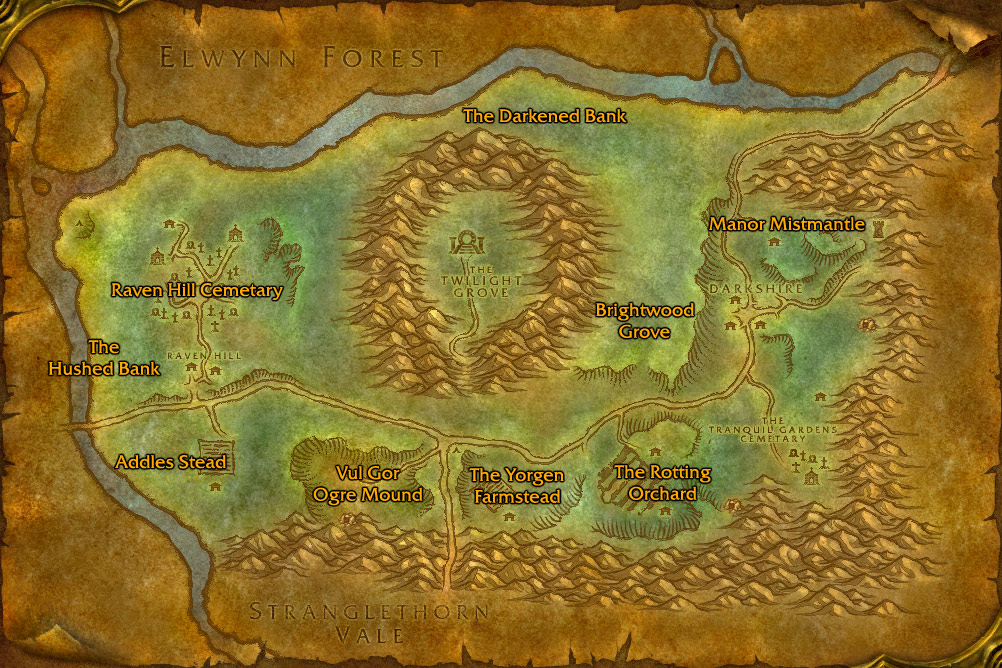 Elwynn Forest
The Darkened Bank
Manor Mistmantle
The
Twilight
Grove
Darkshire
Raven Hill Cemetary
Brightwood
Grove
The
Hushed Bank
Raven Hill
The
Tranquil Gardens
Cemetary
Addles Stead
Vul Gor
Ogre Mound
The Yorgen
Farmstead
The Rotting
Orchard
Stranglethorn
Vale